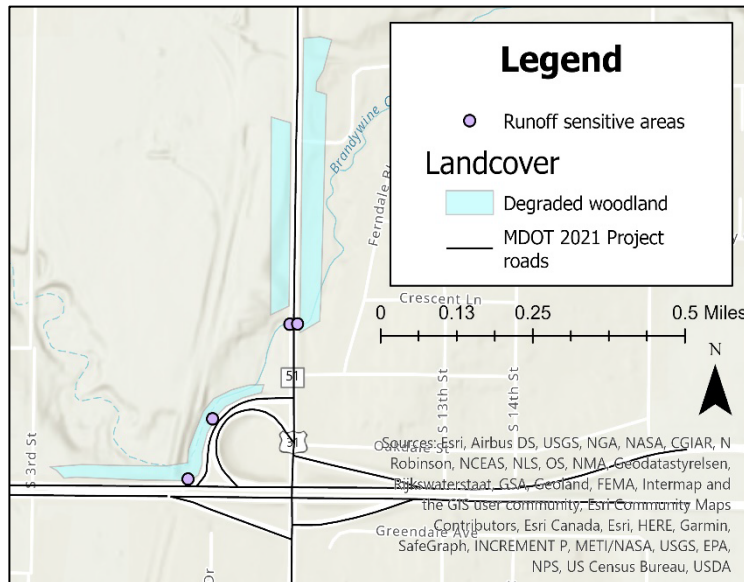 Legend
Runoff sensitive areas
Landcover
Degraded woodland
MDOT 2021 Project
roads
Brandywine C
Ferndale Bl
Crescent Ln
0 0.13 0.25 0.5 Miles
N
51
S 13th St
S 14th St
31
Oakdale St
S 3rd St
Sources: Esri, Airbus DS, USGS, NGA, NASA, CGIAR, N
Robinson, NCEAS, NLS, OS, NMA, Geodatastyrelsen,
Rijkswaterstaat, GSA, Geoland, FEMA, Intermap and
the GIS user community, Esri Community Maps
Contributors, Esri Canada, Esri, HERE, Garmin,
SafeGraph, INCREMENT P, METI/NASA, USGS, EPA,
NPS, US Census Bureau, USDA
Greendale Ave
Dr